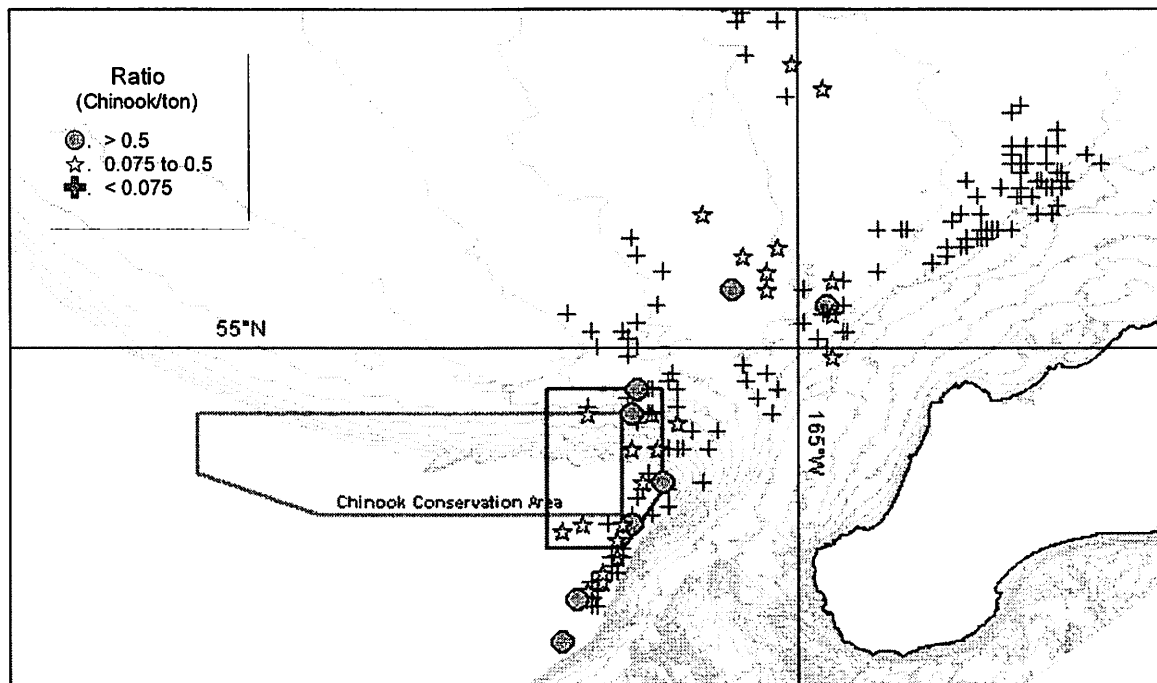 Ratio
(Chinook/ton)
. > 0.5
. 0.075 to 0.5
. < 0.075
55°N
165°W
Chinook Conservation Area